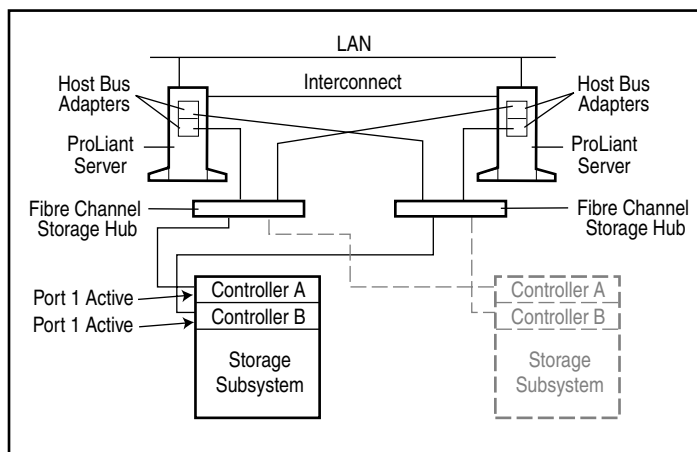 LAN
Interconnect
Host Bus
Adapters
Host Bus
Adapters
ProLiant
Server
ProLiant
Server
Fibre Channel
Storage Hub
Fibre Channel
Storage Hub
Port 1 Active
Port 1 Active
Controller A
Controller B
Storage
Subsystem
Controller A
Controller B
Storage
Subsystem